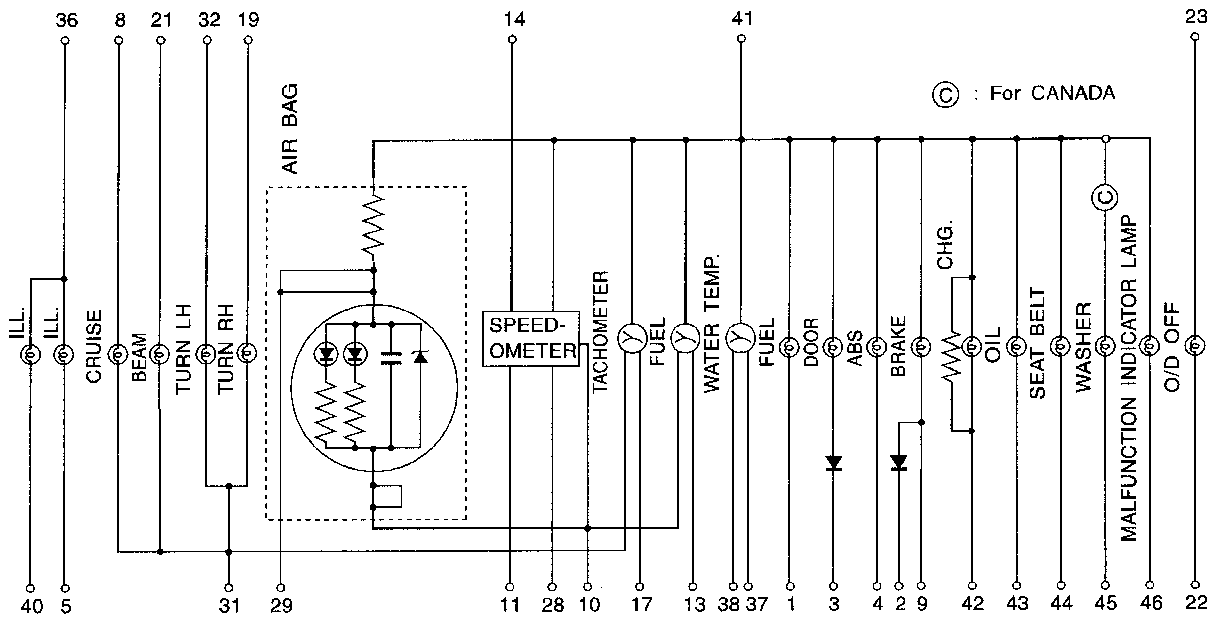 36 8 21 32 19 14 41 23
Ⓒ : For CANADA
AIR BAG
C
ILL.
ILL.
CRUISE
BEAM
TURN LH
TURN RH
SPEED-
OMETER
TACHOMETER
FUEL
WATER TEMP.
FUEL
DOOR
ABS
BRAKE
CHG.
OIL
SEAT BELT
WASHER
MALFUNCTION INDICATOR LAMP
O/D OFF
40 5 31 29 11 28 10 17 13 38 37 1 3 4 2 9 42 43 44 45 46 22